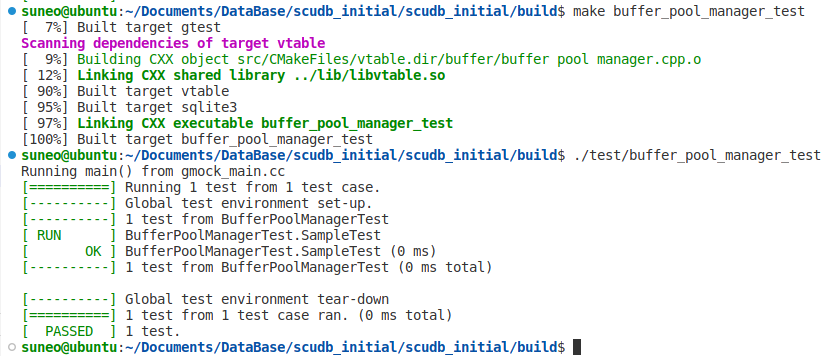 suneo@ubuntu:~/Documents/DataBase/scudb_initial/scudb_initial/build$ make buffer_pool_manager_test
[  7%] Built target gtest
Scanning dependencies of target vtable
[  9%] Building CXX object src/CMakeFiles/vtable.dir/buffer/buffer_pool_manager.cpp.o
[ 12%] Linking CXX shared library ../lib/libvtable.so
[ 90%] Built target vtable
[ 95%] Built target sqlite3
[ 97%] Linking CXX executable buffer_pool_manager_test
[100%] Built target buffer_pool_manager_test
suneo@ubuntu:~/Documents/DataBase/scudb_initial/scudb_initial/build$ ./test/buffer_pool_manager_test
Running main() from gmock_main.cc
[==========] Running 1 test from 1 test case.
[----------] Global test environment set-up.
[----------] 1 test from BufferPoolManagerTest
[ RUN      ] BufferPoolManagerTest.SampleTest
[       OK ] BufferPoolManagerTest.SampleTest (0 ms)
[----------] 1 test from BufferPoolManagerTest (0 ms total)

[----------] Global test environment tear-down
[==========] 1 test from 1 test case ran. (0 ms total)
[  PASSED  ] 1 test.
suneo@ubuntu:~/Documents/DataBase/scudb_initial/scudb_initial/build$